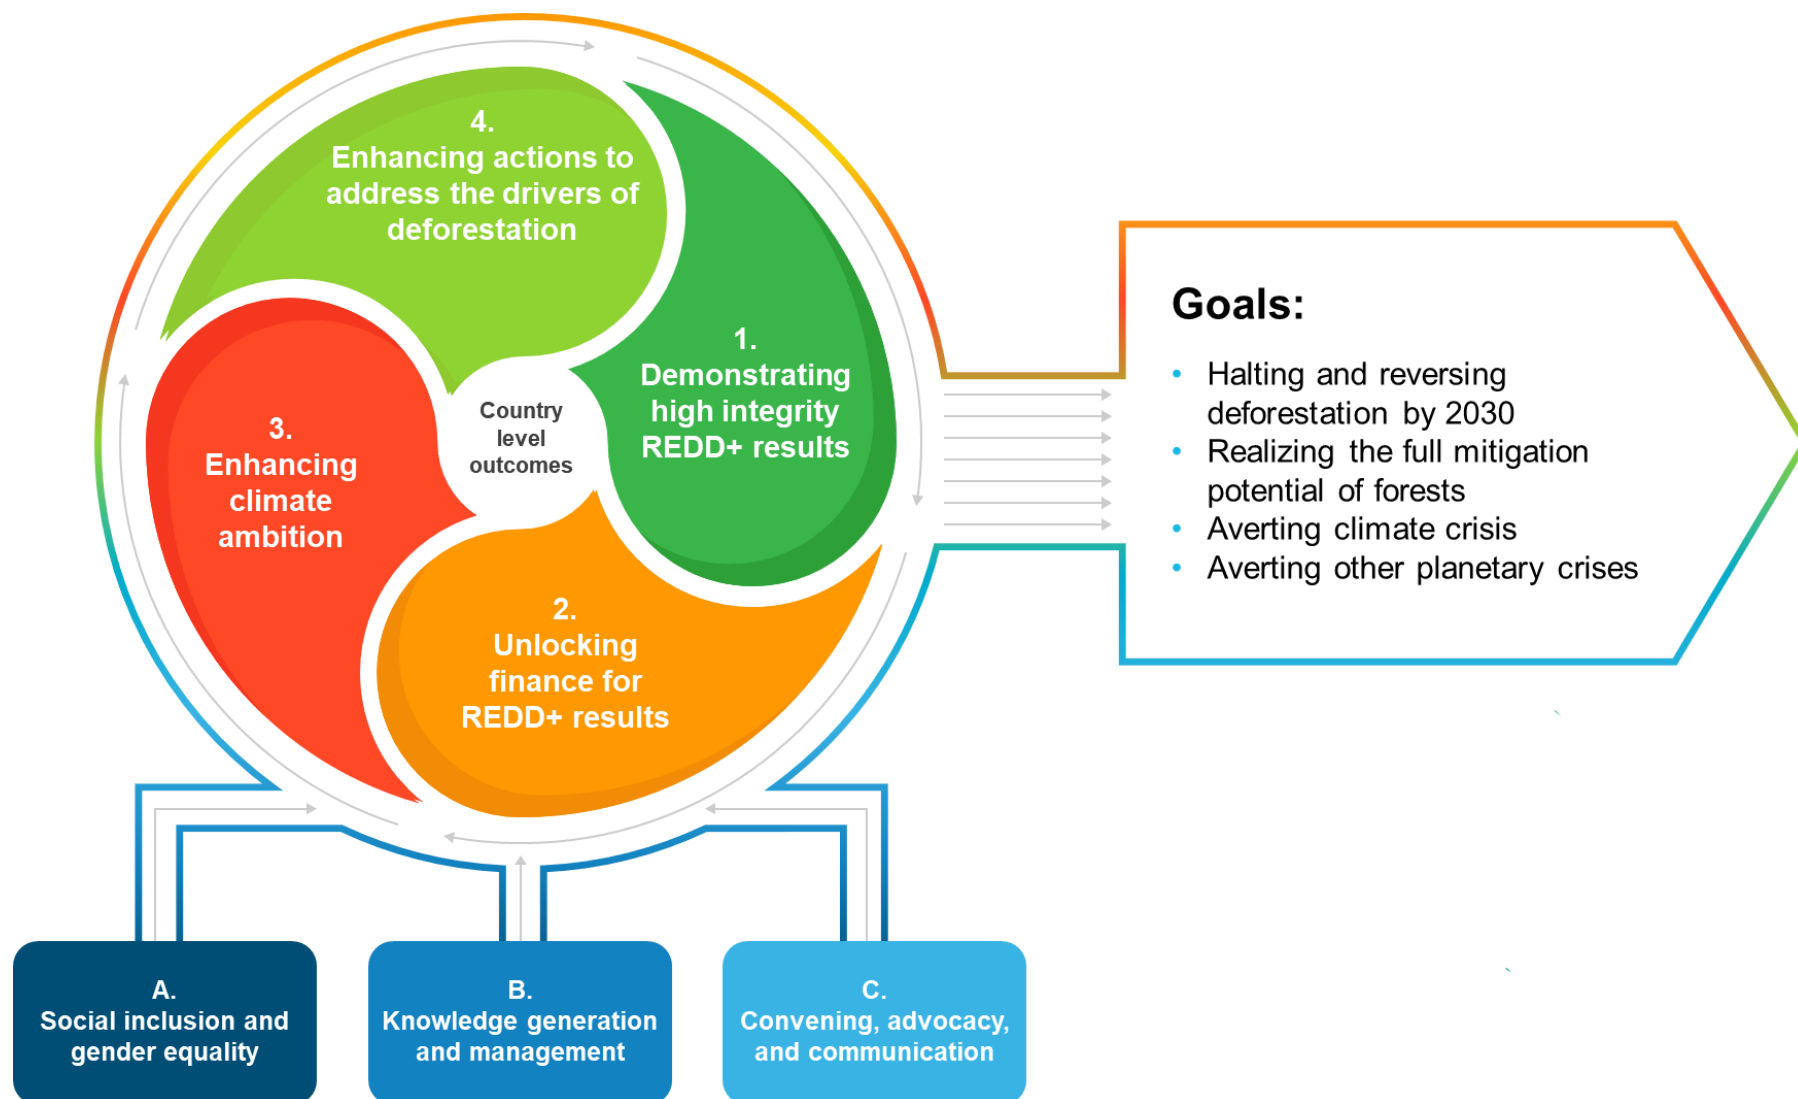 4.
Enhancing actions to
address the drivers of
deforestation
1.
Demonstrating
high integrity
REDD+ results
Country
level
outcomes
3.
Enhancing
climate
ambition
2.
Unlocking
finance for
REDD+ results
Goals:
• Halting and reversing
deforestation by 2030
• Realizing the full mitigation
potential of forests
• Averting climate crisis
• Averting other planetary crises
A.
Social inclusion and
gender equality
B.
Knowledge generation
and management
C.
Convening, advocacy,
and communication